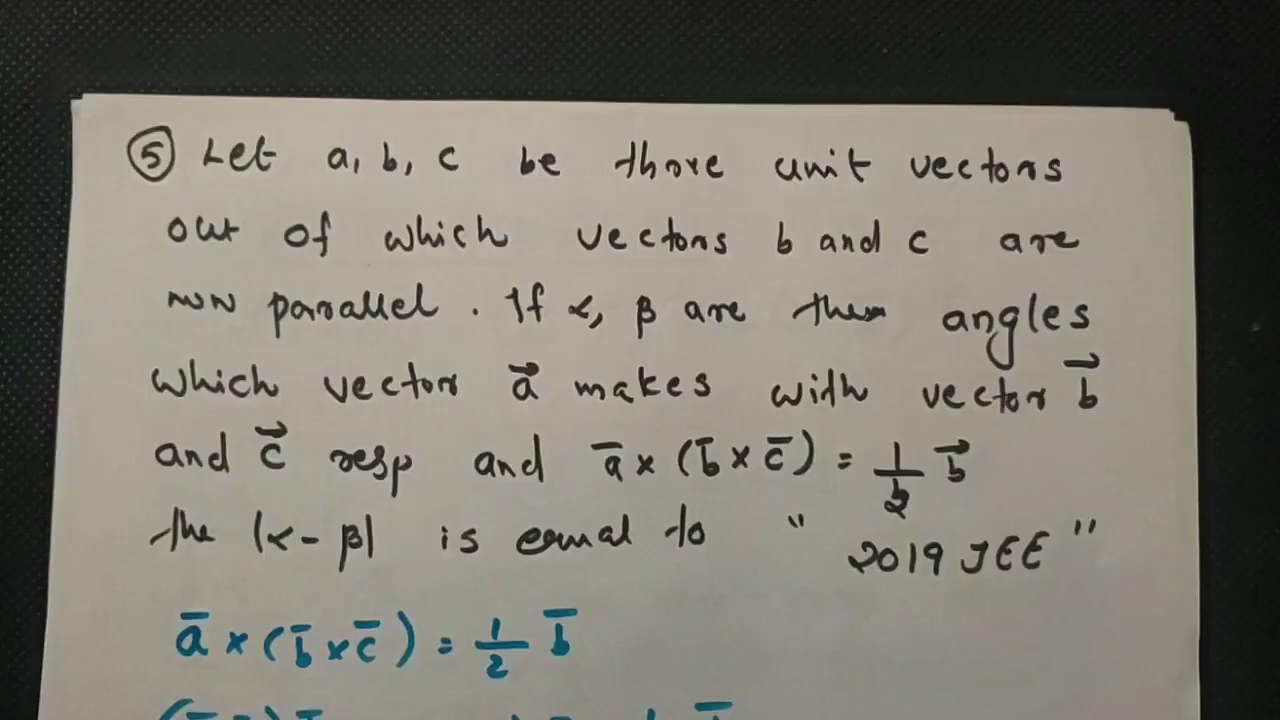 ⑤ Let a, b, c be three unit vectors
out of which vectors b and c are
non parallel. If α, β are the angles
which vector a⃗ makes with vector b⃗
and c⃗ resp and a̅ × (b̅ × c̅) = 1/2 b⃗
the |α - β| is equal to " 2019 JEE "
a̅ × (b̅ × c̅) = 1/2 b̅